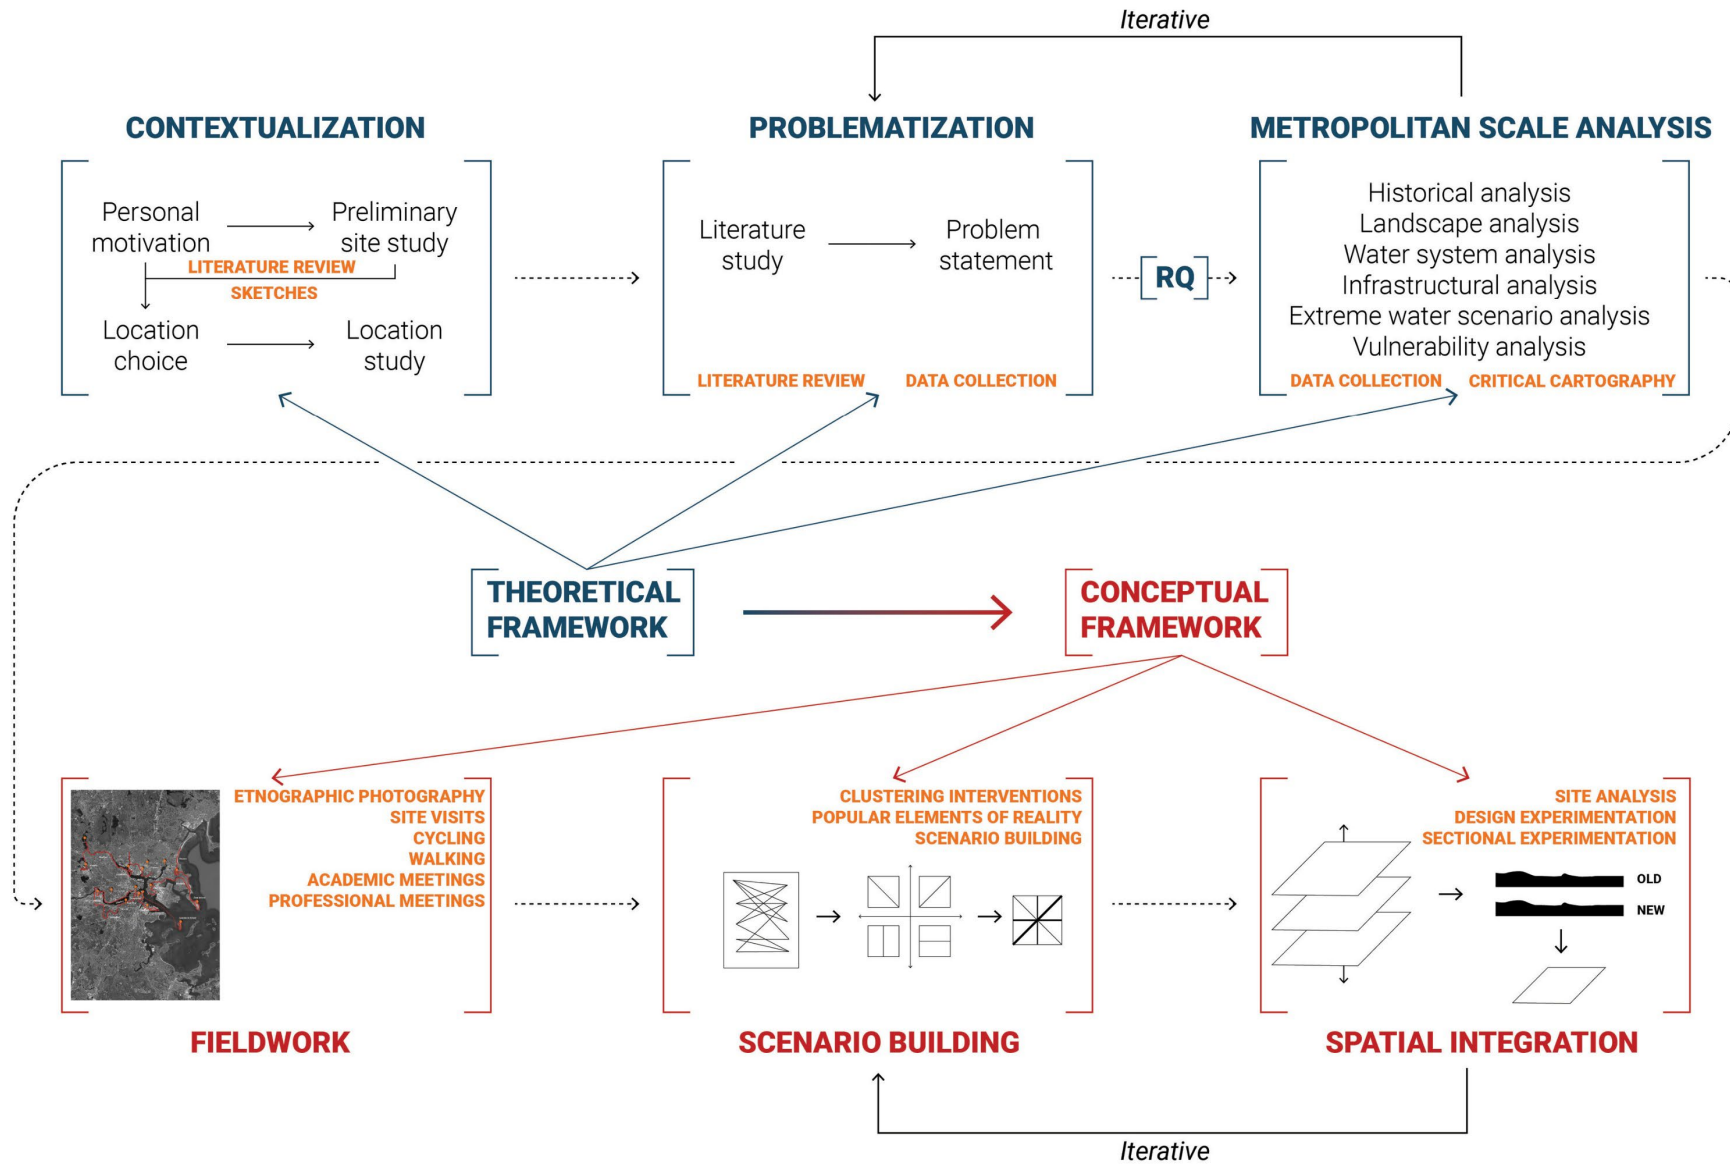 Iterative
CONTEXTUALIZATION
Personal
motivation
Preliminary
site study
LITERATURE REVIEW
SKETCHES
Location
choice
Location
study
PROBLEMATIZATION
Literature
study
Problem
statement
LITERATURE REVIEW
DATA COLLECTION
RQ
METROPOLITAN SCALE ANALYSIS
Historical analysis
Landscape analysis
Water system analysis
Infrastructural analysis
Extreme water scenario analysis
Vulnerability analysis
DATA COLLECTION
CRITICAL CARTOGRAPHY
THEORETICAL
FRAMEWORK
CONCEPTUAL
FRAMEWORK
ETNOGRAPHIC PHOTOGRAPHY
SITE VISITS
CYCLING
WALKING
ACADEMIC MEETINGS
PROFESSIONAL MEETINGS
FIELDWORK
CLUSTERING INTERVENTIONS
POPULAR ELEMENTS OF REALITY
SCENARIO BUILDING
SCENARIO BUILDING
SITE ANALYSIS
DESIGN EXPERIMENTATION
SECTIONAL EXPERIMENTATION
OLD
NEW
SPATIAL INTEGRATION
Iterative